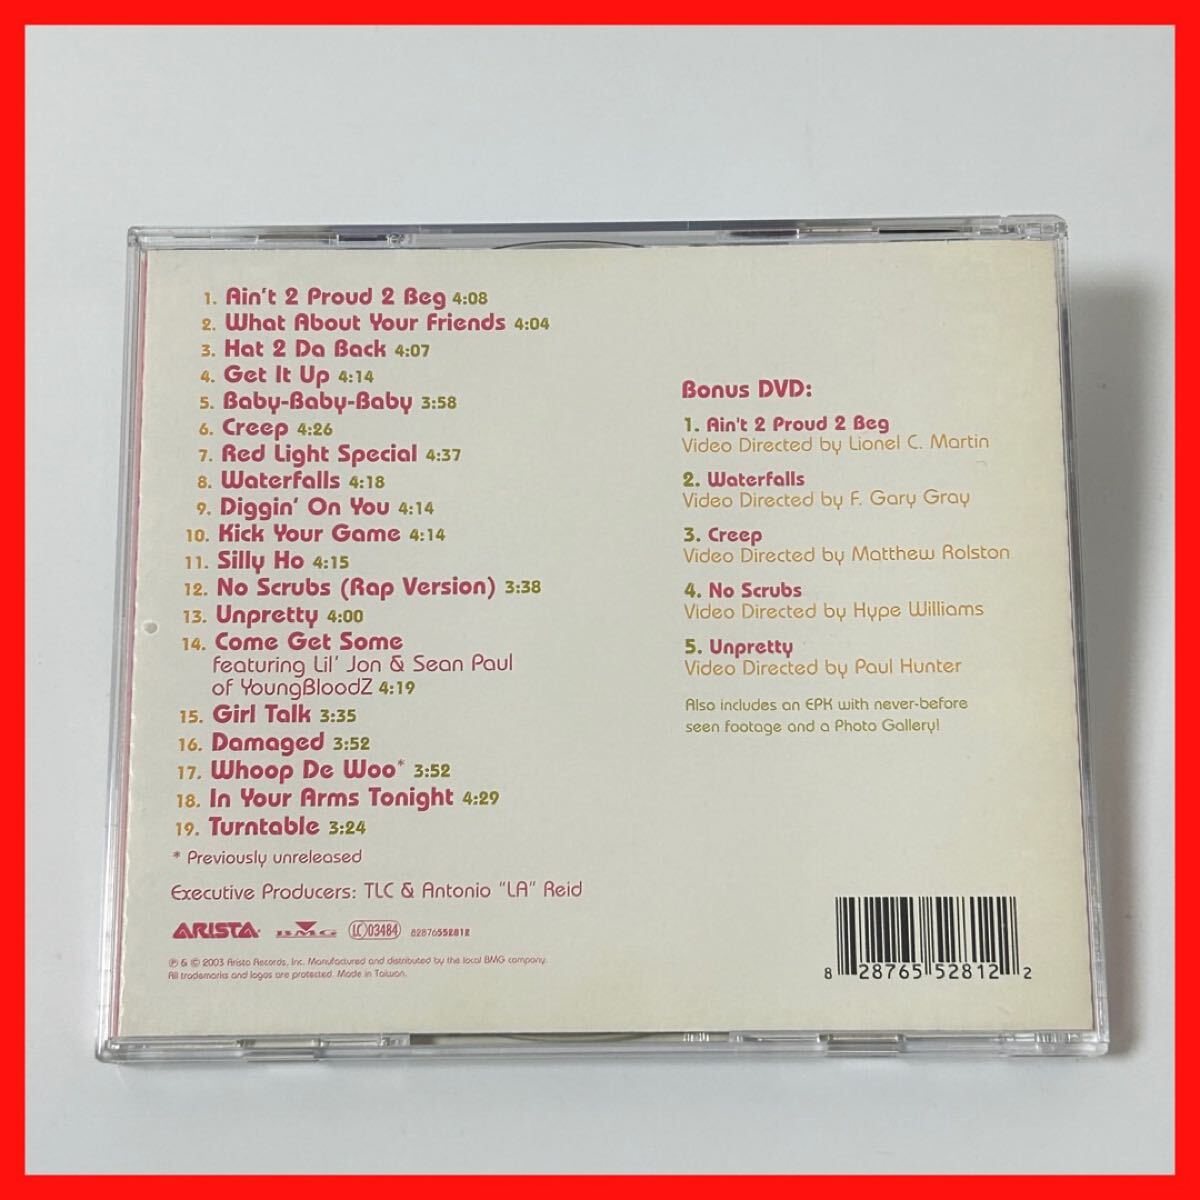 1. Ain't 2 Proud 2 Beg 4:08
2. What About Your Friends 4:04
3. Hat 2 Da Back 4:07
4. Get It Up 4:14
5. Baby-Baby-Baby 3:58
6. Creep 4:26
7. Red Light Special 4:37
8. Waterfalls 4:18
9. Diggin' On You 4:14
10. Kick Your Game 4:14
11. Silly Ho 4:15
12. No Scrubs (Rap Version) 3:38
13. Unpretty 4:00
14. Come Get Some
featuring Lil' Jon & Sean Paul
of YoungBloodZ 4:19
15. Girl Talk 3:35
16. Damaged 3:52
17. Whoop De Woo* 3:52
18. In Your Arms Tonight 4:29
19. Turntable 3:24
* Previously unreleased
Executive Producers: TLC & Antonio "LA" Reid
ARISTA BMG LC 03484 82876552812
℗ & © 2003 Arista Records, Inc. Manufactured and distributed by the local BMG company.
All trademarks and logos are protected. Made in Taiwan.
Bonus DVD:
1. Ain't 2 Proud 2 Beg
Video Directed by Lionel C. Martin
2. Waterfalls
Video Directed by F. Gary Gray
3. Creep
Video Directed by Matthew Rolston
4. No Scrubs
Video Directed by Hype Williams
5. Unpretty
Video Directed by Paul Hunter
Also includes an EPK with never-before
seen footage and a Photo Gallery!
8 28765 52812 2